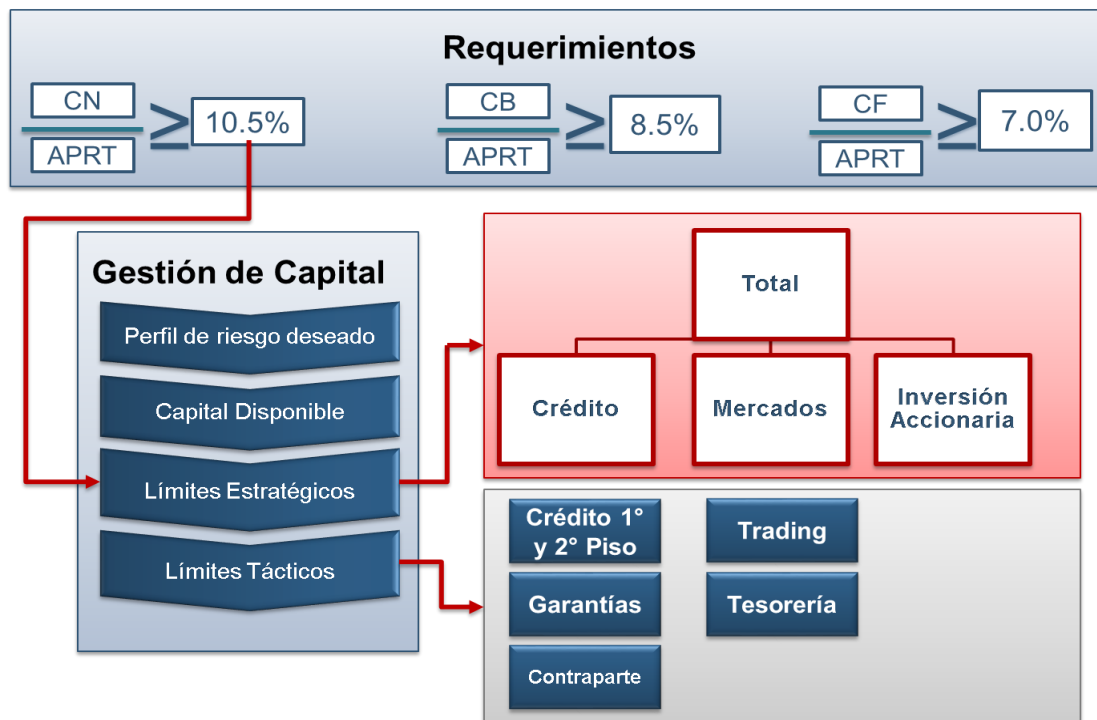 Requerimientos
CN
APRT
≥
10.5%
CB
APRT
≥
8.5%
CF
APRT
≥
7.0%
Gestión de Capital
Perfil de riesgo deseado
Capital Disponible
Límites Estratégicos
Límites Tácticos
Total
Crédito
Mercados
Inversión
Accionaria
Crédito 1°
y 2° Piso
Trading
Garantías
Tesorería
Contraparte